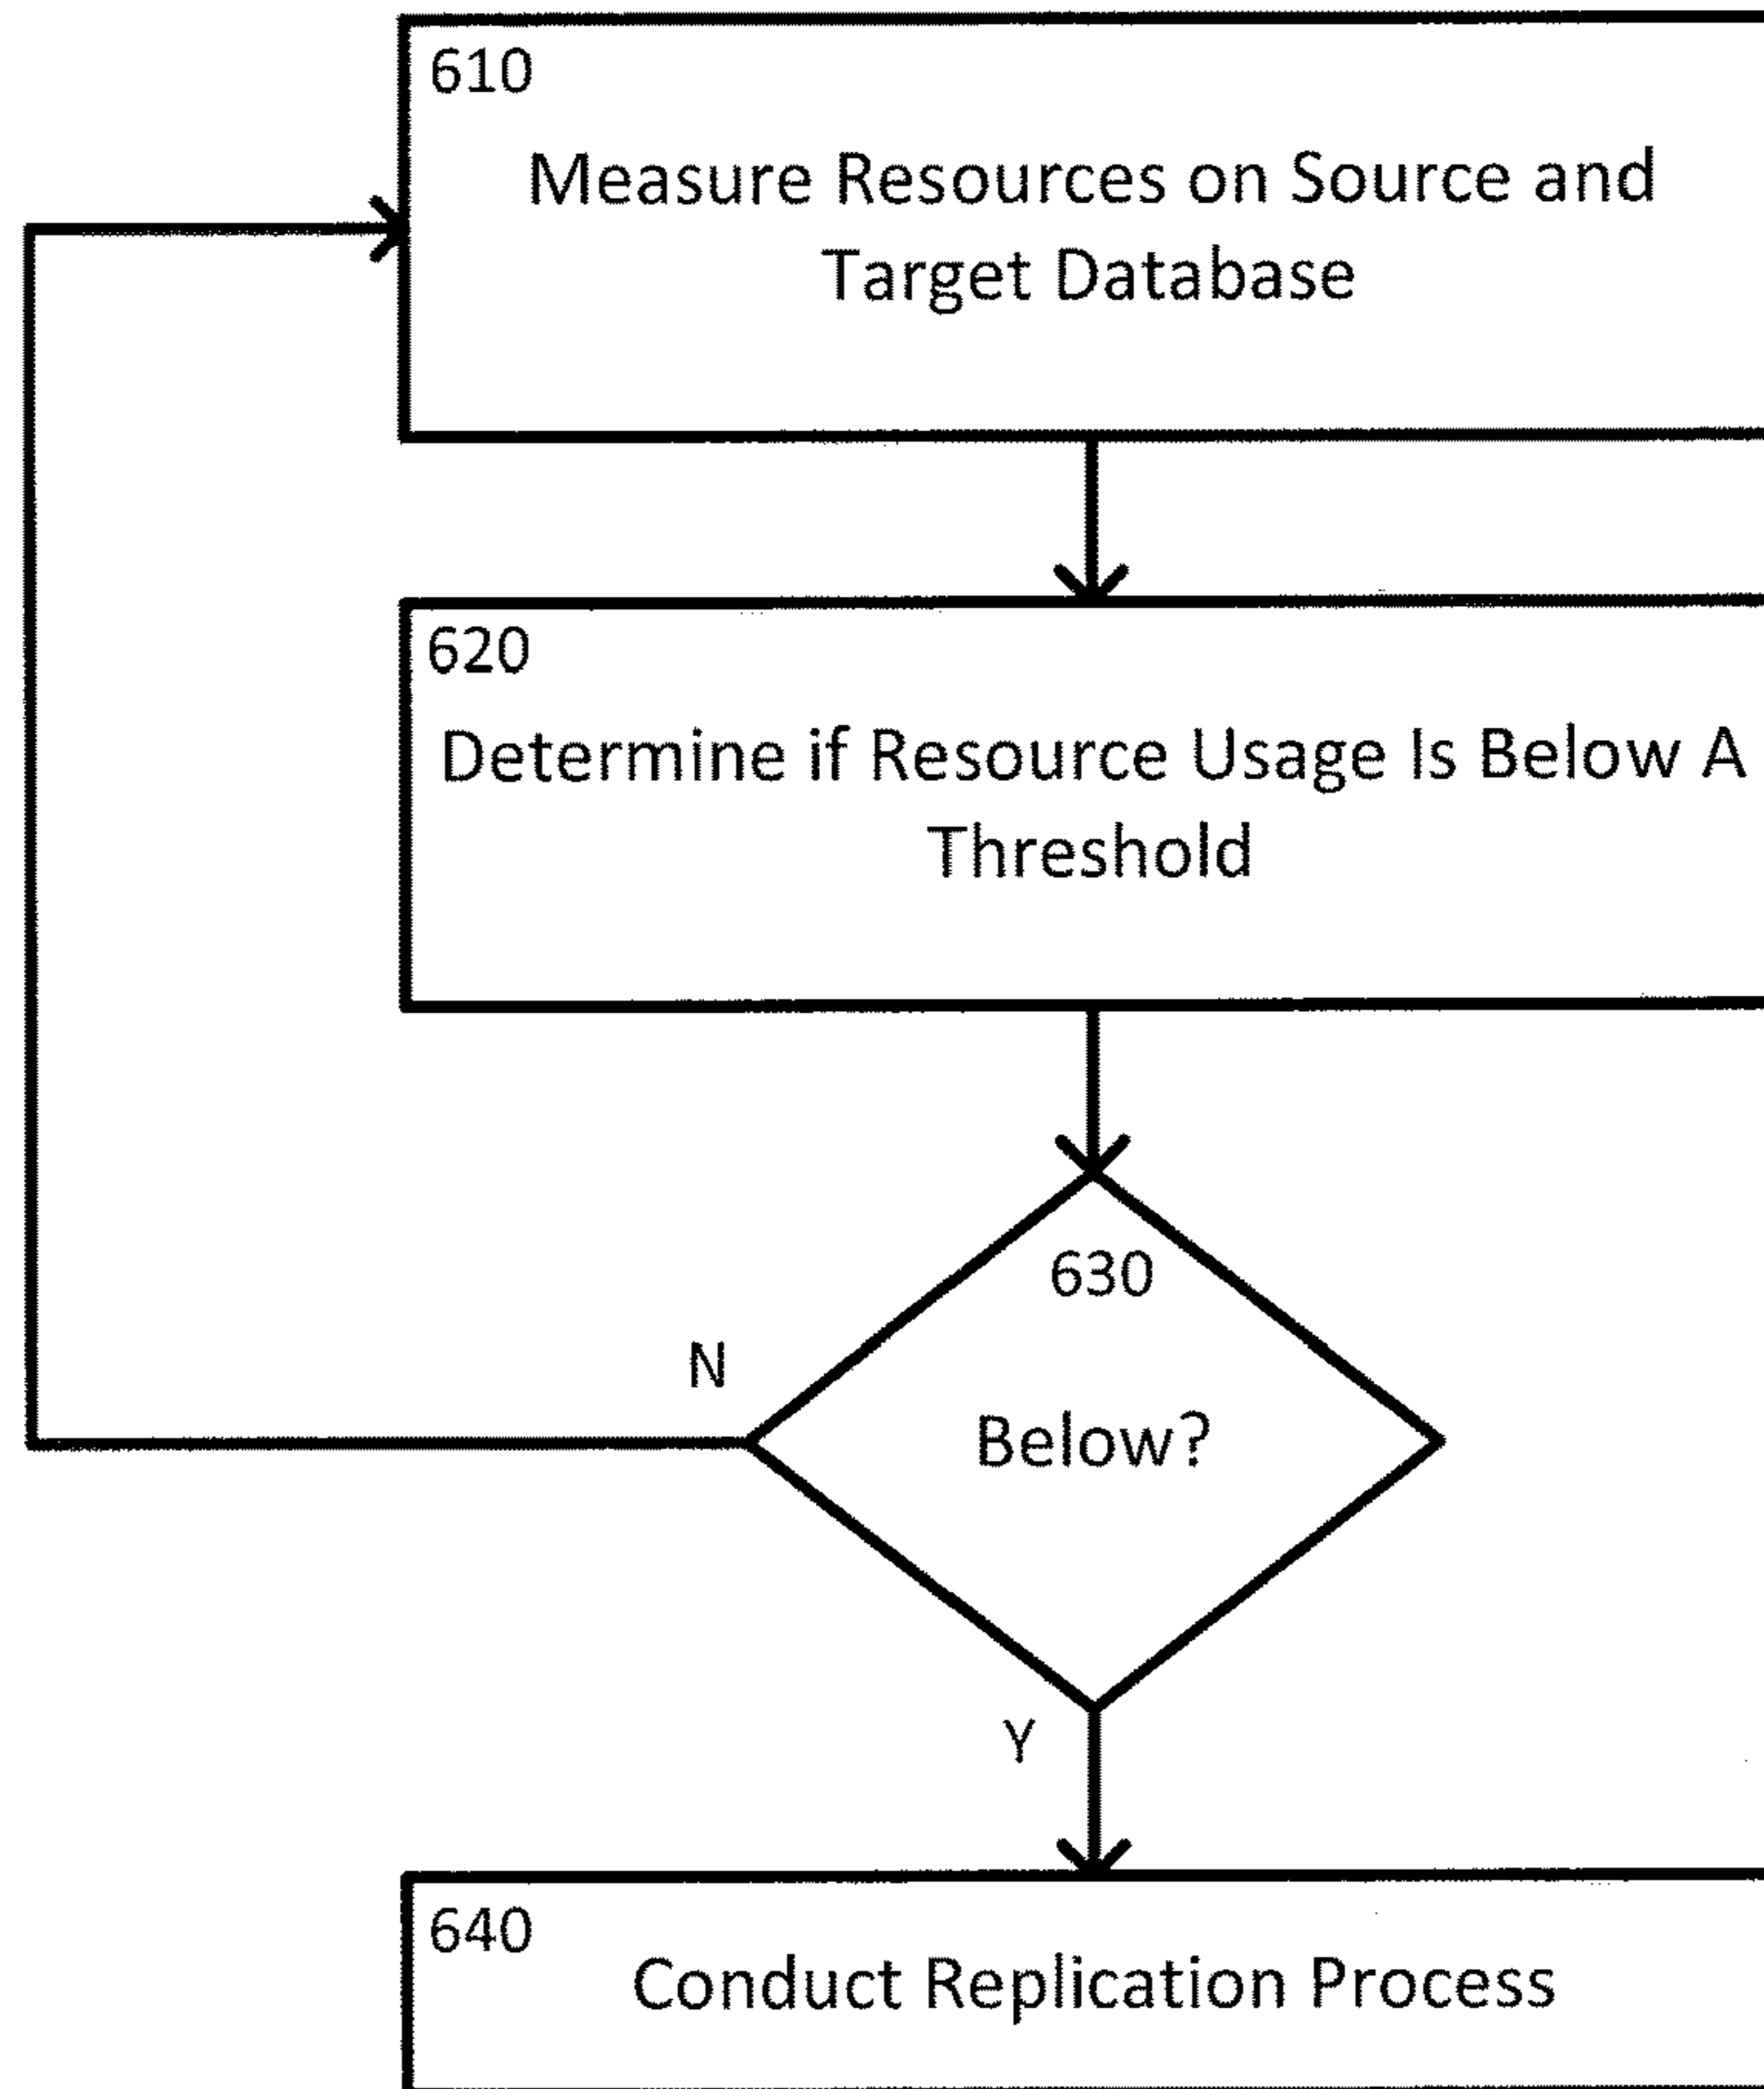 610
Measure Resources on Source and
Target Database
620
Determine if Resource Usage Is Below A
Threshold
630
N
Below?
Y
640
Conduct Replication Process